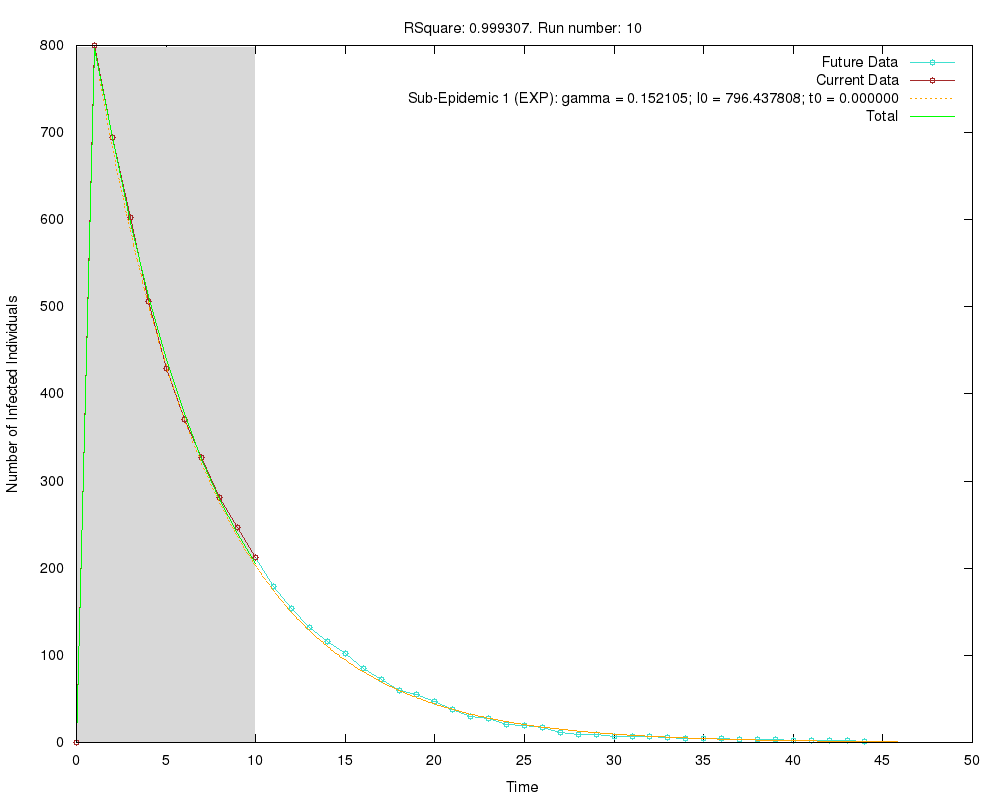 RSquare: 0.999307. Run number: 10
Future Data
Current Data
Sub-Epidemic 1 (EXP): gamma = 0.152105; I0 = 796.437808; t0 = 0.000000
Total
800
700
600
500
400
300
200
100
0
Number of Infected Individuals
0 5 10 15 20 25 30 35 40 45 50
Time